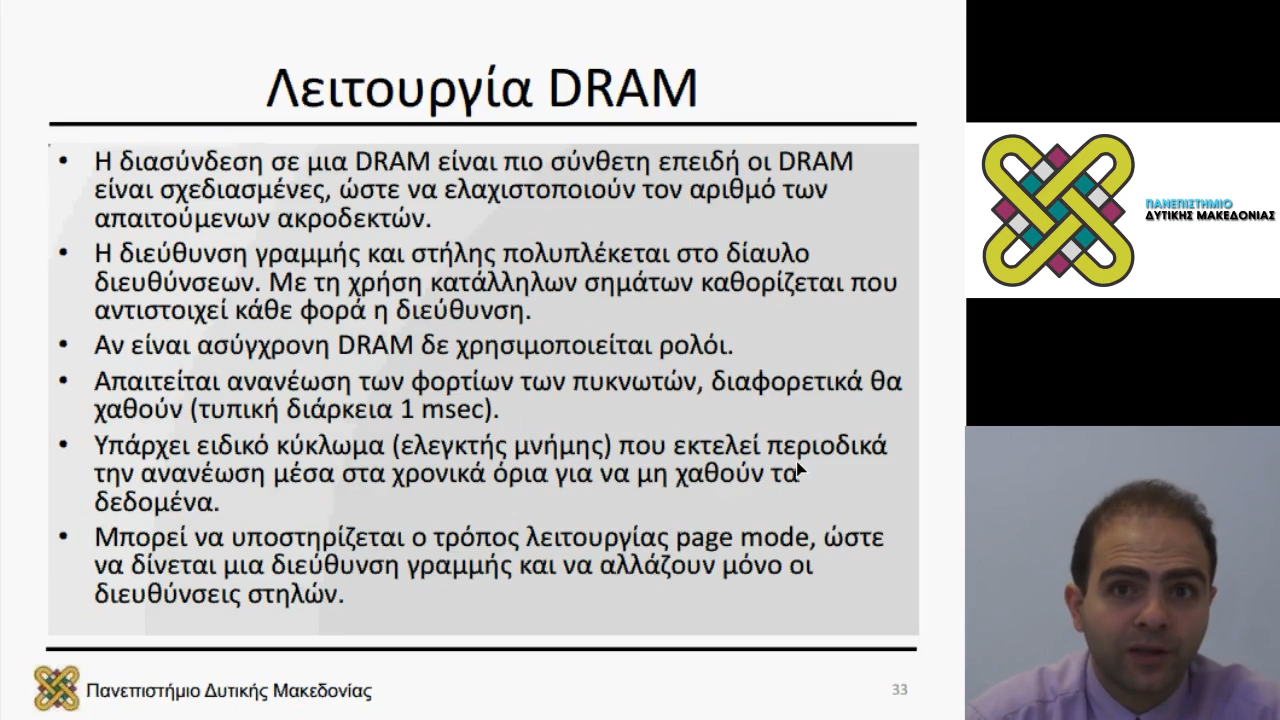 Λειτουργία DRAM
• Η διασύνδεση σε μια DRAM είναι πιο σύνθετη επειδή οι DRAM
είναι σχεδιασμένες, ώστε να ελαχιστοποιούν τον αριθμό των
απαιτούμενων ακροδεκτών.
• Η διεύθυνση γραμμής και στήλης πολυπλέκεται στο δίαυλο
διευθύνσεων. Με τη χρήση κατάλληλων σημάτων καθορίζεται που
αντιστοιχεί κάθε φορά η διεύθυνση.
• Αν είναι ασύγχρονη DRAM δε χρησιμοποιείται ρολόι.
• Απαιτείται ανανέωση των φορτίων των πυκνωτών, διαφορετικά θα
χαθούν (τυπική διάρκεια 1 msec).
• Υπάρχει ειδικό κύκλωμα (ελεγκτής μνήμης) που εκτελεί περιοδικά
την ανανέωση μέσα στα χρονικά όρια για να μη χαθούν τα
δεδομένα.
• Μπορεί να υποστηρίζεται ο τρόπος λειτουργίας page mode, ώστε
να δίνεται μια διεύθυνση γραμμής και να αλλάζουν μόνο οι
διευθύνσεις στηλών.
Πανεπιστήμιο Δυτικής Μακεδονίας
33
ΠΑΝΕΠΙΣΤΗΜΙΟ
ΔΥΤΙΚΗΣ ΜΑΚΕΔΟΝΙΑΣ